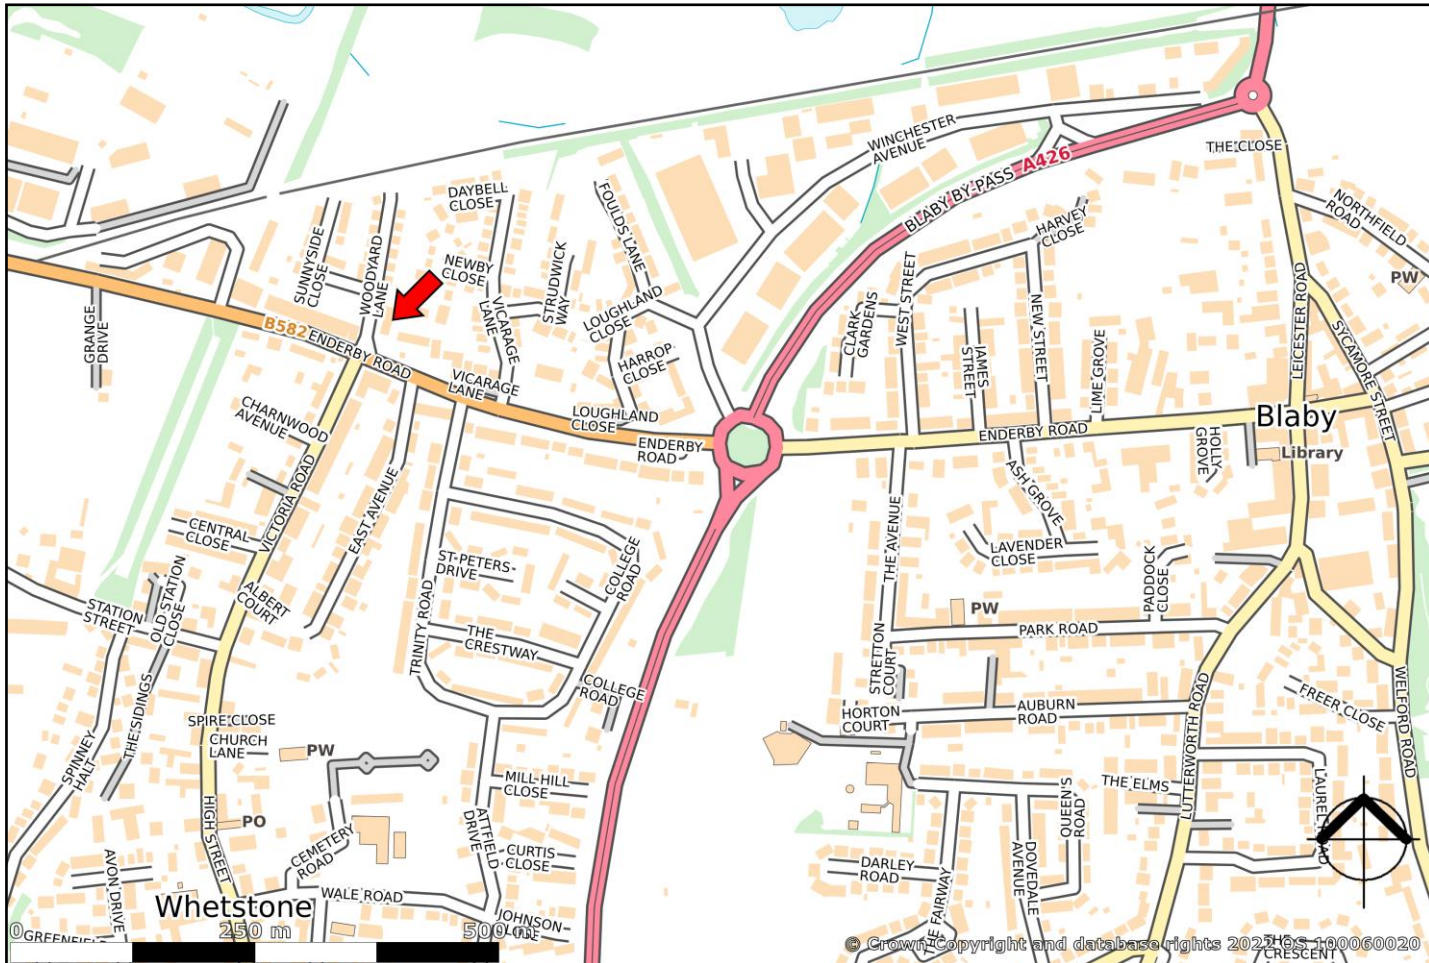 WINCHESTER
AVENUE
A426
BLABY BY-PASS
THE CLOSE
NORTHFIELD
ROAD
PW
DAYBELL
CLOSE
FOULDS LANE
HARVEY
CLOSE
SUNNYSIDE
CLOSE
WOODYARD
LANE
NEWBY
CLOSE
STRUDWICK
WAY
VICARAGE
LANE
LOUGHLAND
CLOSE
HARROP
CLOSE
WEST STREET
CLARK
GARDENS
NEW STREET
JAMES
STREET
LIME GROVE
LEICESTER ROAD
SYCAMORE STREET
GRANGE
DRIVE
B582
ENDERBY ROAD
VICARAGE
LANE
LOUGHLAND
CLOSE
ENDERBY
ROAD
ENDERBY ROAD
Blaby
Library
HOLLY
GROVE
CHARNWOOD
AVENUE
VICTORIA ROAD
EAST AVENUE
CENTRAL
CLOSE
ALBERT
COURT
STATION
STREET
OLD STATION
CLOSE
ST PETERS
DRIVE
COLLEGE
ROAD
TRINITY ROAD
THE
CRESTWAY
COLLEGE
ROAD
THE AVENUE
ASH GROVE
LAVENDER
CLOSE
PADDOCK
CLOSE
PW
PARK ROAD
STRETTON
COURT
HORTON
COURT
AUBURN
ROAD
LUTTERWORTH ROAD
WELFORD ROAD
FREER CLOSE
THE SIDINGS
SPINNEY
HALT
SPIRE CLOSE
CHURCH
LANE
PW
MILL HILL
CLOSE
THE ELMS
QUEEN'S
ROAD
LAUREL ROAD
HIGH STREET
PO
CEMETERY
ROAD
ATTFIELD
DRIVE
CURTIS
CLOSE
DARLEY
ROAD
DOVEDALE
AVENUE
THE FAIRWAY
AVON DRIVE
WALE ROAD
Whetstone
JOHNSON
CLOSE
GREENFIELD
THE
CRESCENT
0 250 m 500 m
© Crown Copyright and database rights 2022 OS 100060020